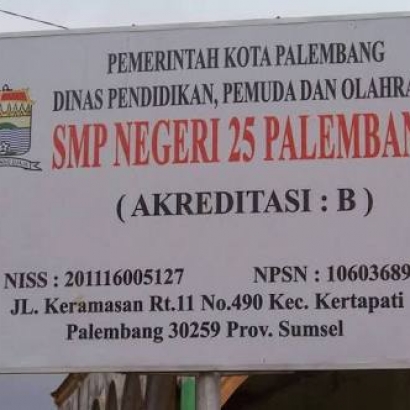 PEMERINTAH KOTA PALEMBANG
DINAS PENDIDIKAN, PEMUDA DAN OLAHRA
SMP NEGERI 25 PALEMBAN
( AKREDITASI : B )
NISS : 201116005127 NPSN : 10603689
JL. Keramasan Rt.11 No.490 Kec. Kertapati
Palembang 30259 Prov. Sumsel